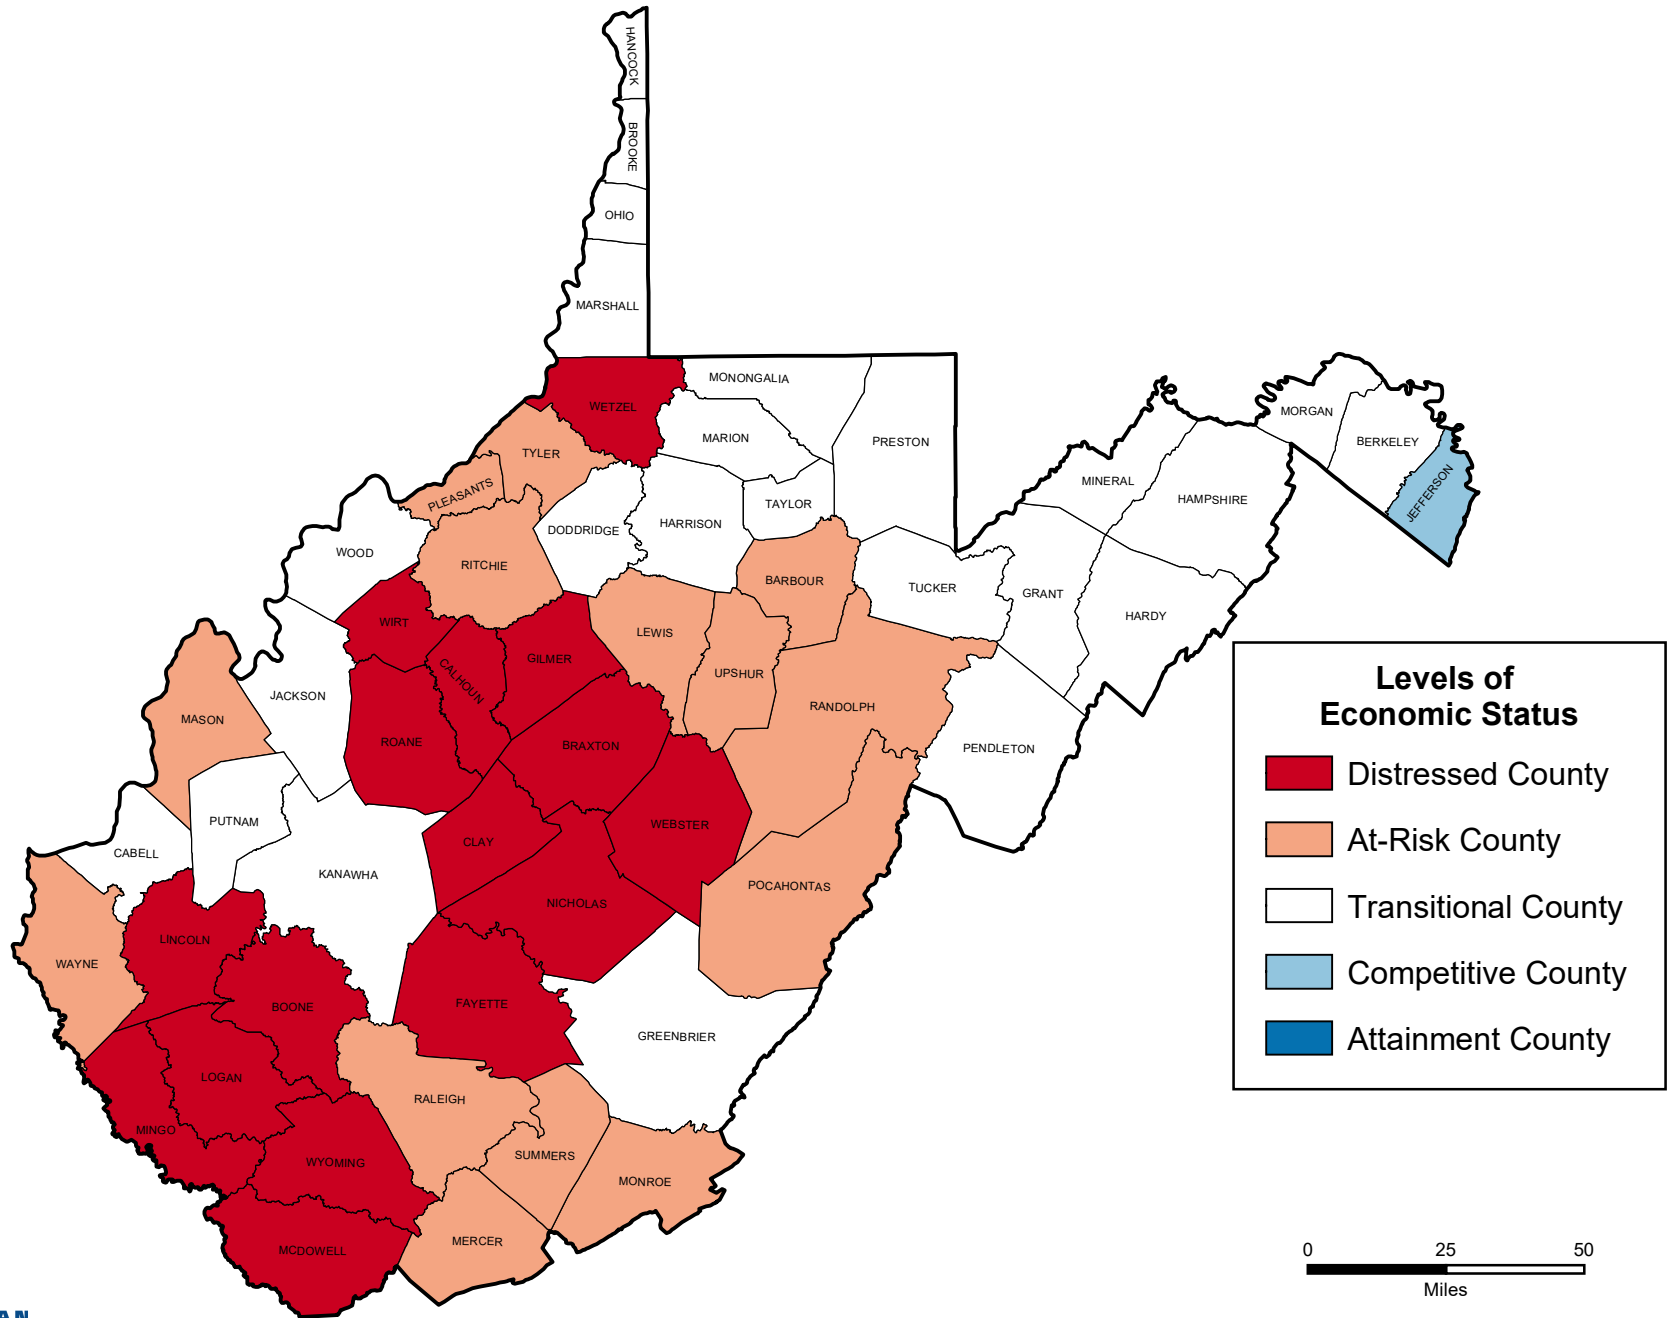 HANCOCK
BROOKE
OHIO
MARSHALL
WETZEL
MONONGALIA
MARION
PRESTON
TYLER
PLEASANTS
DODDRIDGE
HARRISON
TAYLOR
MINERAL
HAMPSHIRE
MORGAN
BERKELEY
JEFFERSON
WOOD
RITCHIE
BARBOUR
TUCKER
GRANT
HARDY
WIRT
CALHOUN
GILMER
LEWIS
UPSHUR
RANDOLPH
PENDLETON
MASON
JACKSON
ROANE
BRAXTON
WEBSTER
POCAHONTAS
PUTNAM
CABELL
KANAWHA
CLAY
NICHOLAS
WAYNE
LINCOLN
BOONE
FAYETTE
GREENBRIER
LOGAN
RALEIGH
MINGO
WYOMING
SUMMERS
MONROE
MCDOWELL
MERCER
Levels of
Economic Status
Distressed County
At-Risk County
Transitional County
Competitive County
Attainment County
0 25 50
Miles